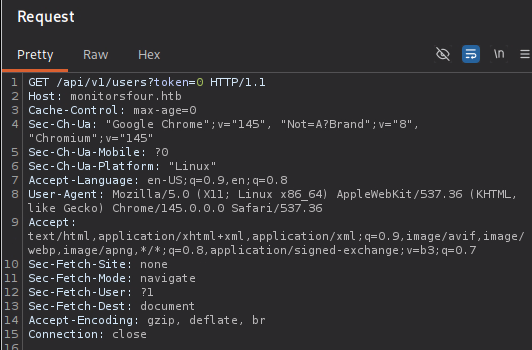 Request
Pretty Raw Hex \n
1 GET /api/v1/users?token=0 HTTP/1.1
2 Host: monitorsfour.htb
3 Cache-Control: max-age=0
4 Sec-Ch-Ua: "Google Chrome";v="145", "Not=A?Brand";v="8",
"Chromium";v="145"
5 Sec-Ch-Ua-Mobile: ?0
6 Sec-Ch-Ua-Platform: "Linux"
7 Accept-Language: en-US;q=0.9,en;q=0.8
8 User-Agent: Mozilla/5.0 (X11; Linux x86_64) AppleWebKit/537.36 (KHTML,
like Gecko) Chrome/145.0.0.0 Safari/537.36
9 Accept:
text/html,application/xhtml+xml,application/xml;q=0.9,image/avif,image/
webp,image/apng,*/*;q=0.8,application/signed-exchange;v=b3;q=0.7
10 Sec-Fetch-Site: none
11 Sec-Fetch-Mode: navigate
12 Sec-Fetch-User: ?1
13 Sec-Fetch-Dest: document
14 Accept-Encoding: gzip, deflate, br
15 Connection: close
16